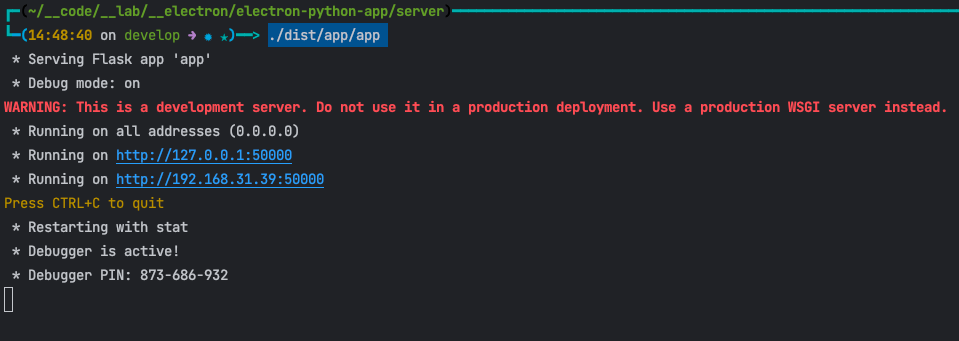 (~/__code/__lab/__electron/electron-python-app/server)
(14:48:40 on develop ➜ ✹ ★)──> ./dist/app/app
* Serving Flask app 'app'
* Debug mode: on
WARNING: This is a development server. Do not use it in a production deployment. Use a production WSGI server instead.
* Running on all addresses (0.0.0.0)
* Running on http://127.0.0.1:50000
* Running on http://192.168.31.39:50000
Press CTRL+C to quit
* Restarting with stat
* Debugger is active!
* Debugger PIN: 873-686-932